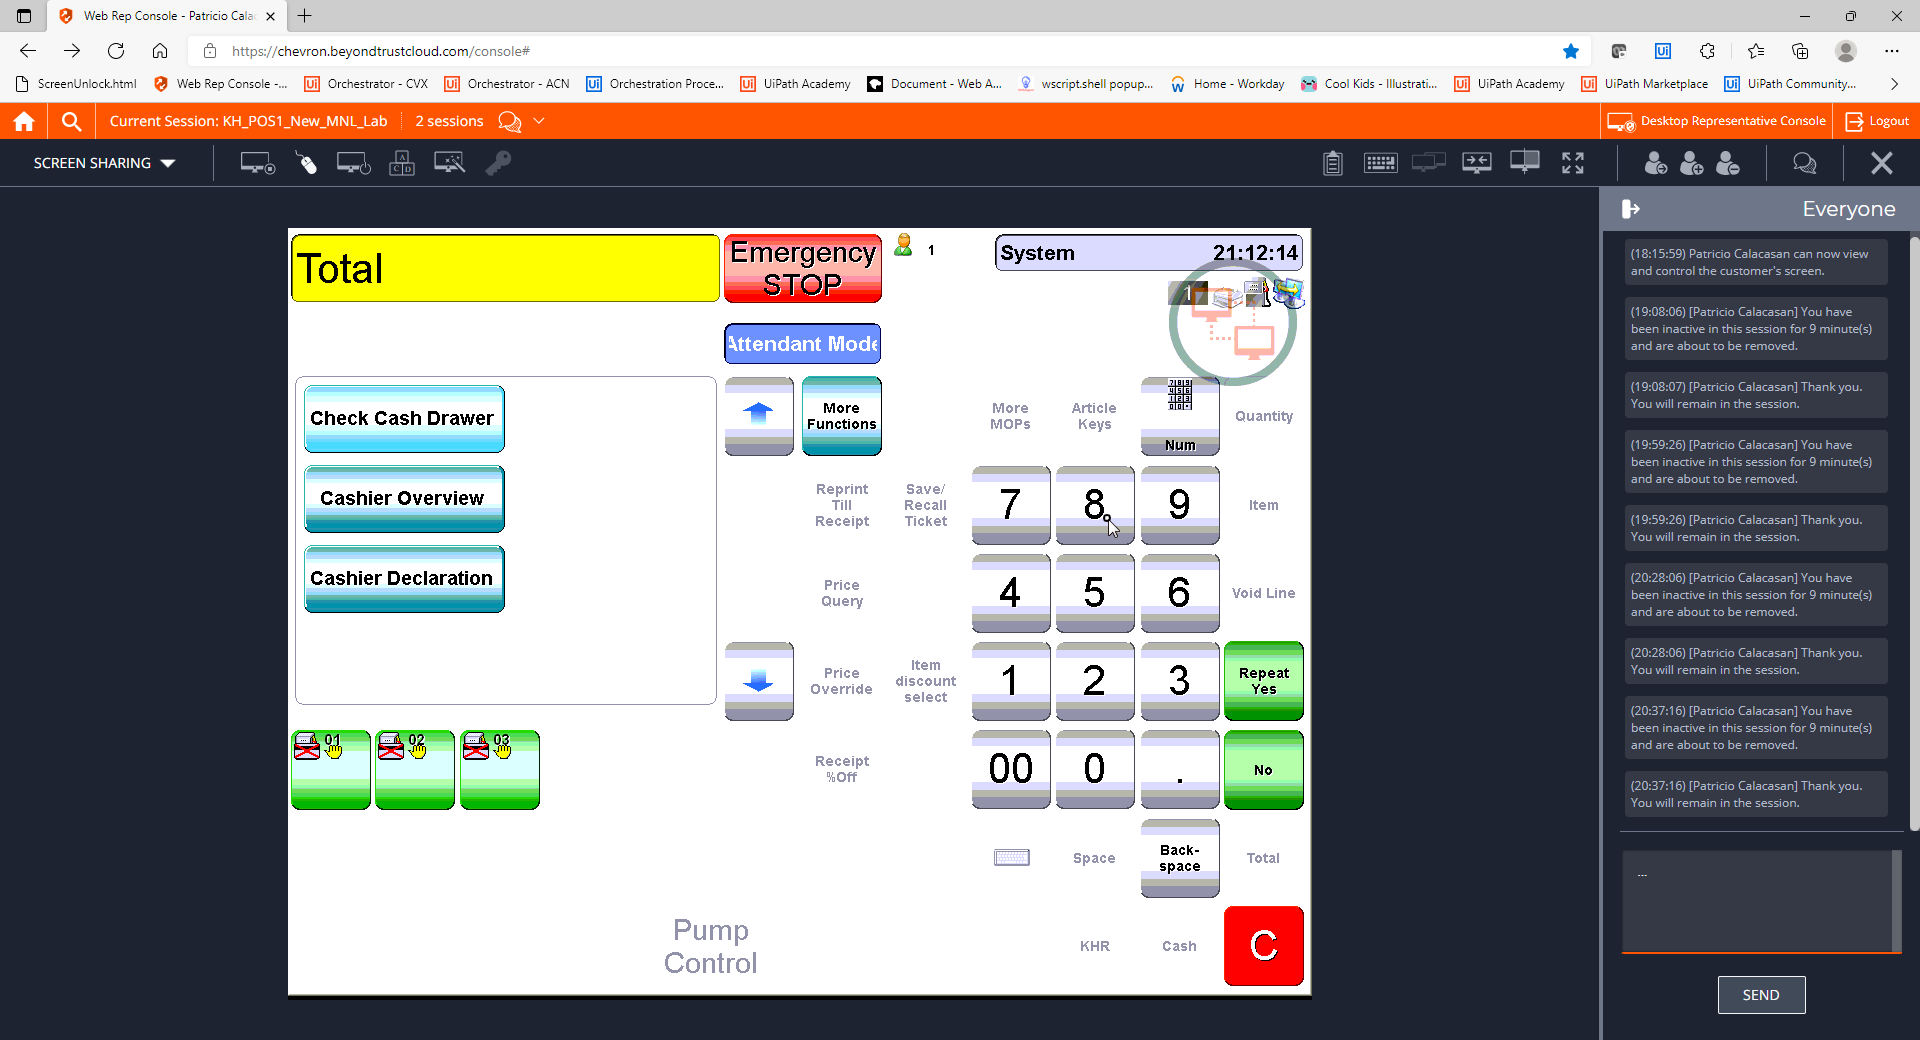 Web Rep Console - Patricio Cala
https://chevron.beyondtrustcloud.com/console#
ScreenUnlock.html
Web Rep Console -...
Orchestrator - CVX
Orchestrator - ACN
Orchestration Proce...
UiPath Academy
Document - Web A...
wscript.shell popup...
Home - Workday
Cool Kids - Illustrati...
UiPath Academy
UiPath Marketplace
UiPath Community...
Current Session: KH_POS1_New_MNL_Lab
2 sessions
Desktop Representative Console
Logout
SCREEN SHARING
Everyone
Total
Emergency
STOP
1
System
21:12:14
1
Attendant Mode
Check Cash Drawer
Cashier Overview
Cashier Declaration
More
Functions
More
MOPs
Article
Keys
Num
Quantity
Reprint
Till
Receipt
Save/
Recall
Ticket
7
8
9
Item
Price
Query
4
5
6
Void Line
Price
Override
Item
discount
select
1
2
3
Repeat
Yes
01
02
03
Receipt
%Off
00
0
.
No
Space
Back-
space
Total
Pump
Control
KHR
Cash
C
(18:15:59) Patricio Calacasan can now view
and control the customer's screen.
(19:08:06) [Patricio Calacasan] You have
been inactive in this session for 9 minute(s)
and are about to be removed.
(19:08:07) [Patricio Calacasan] Thank you.
You will remain in the session.
(19:59:26) [Patricio Calacasan] You have
been inactive in this session for 9 minute(s)
and are about to be removed.
(19:59:26) [Patricio Calacasan] Thank you.
You will remain in the session.
(20:28:06) [Patricio Calacasan] You have
been inactive in this session for 9 minute(s)
and are about to be removed.
(20:28:06) [Patricio Calacasan] Thank you.
You will remain in the session.
(20:37:16) [Patricio Calacasan] You have
been inactive in this session for 9 minute(s)
and are about to be removed.
(20:37:16) [Patricio Calacasan] Thank you.
You will remain in the session.
...
SEND